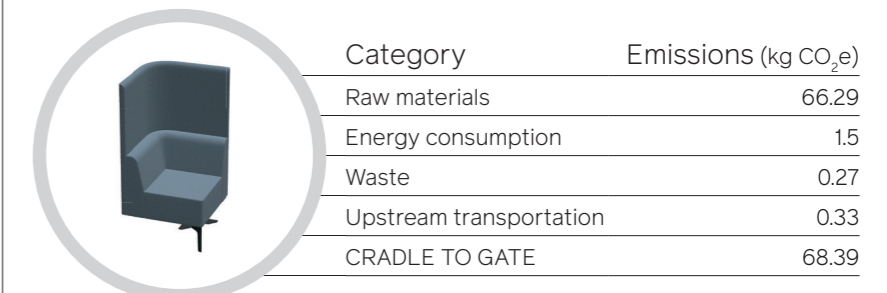 Category Emissions (kg CO₂e)
Raw materials 66.29
Energy consumption 1.5
Waste 0.27
Upstream transportation 0.33
CRADLE TO GATE 68.39